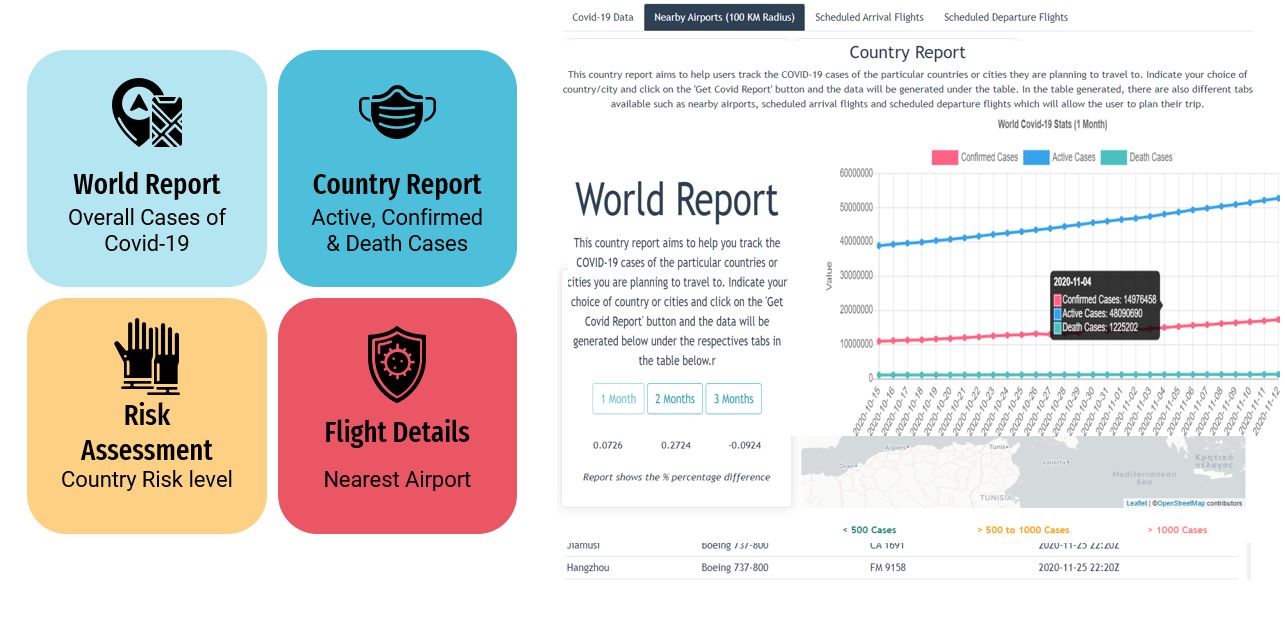 World Report
Overall Cases of
Covid-19
Country Report
Active, Confirmed
& Death Cases
Risk
Assessment
Country Risk level
Flight Details
Nearest Airport
Covid-19 Data
Nearby Airports (100 KM Radius)
Scheduled Arrival Flights
Scheduled Departure Flights
Country Report
This country report aims to help users track the COVID-19 cases of the particular countries or cities they are planning to travel to. Indicate your choice of
country/city and click on the 'Get Covid Report' button and the data will be generated under the table. In the table generated, there are also different tabs
available such as nearby airports, scheduled arrival flights and scheduled departure flights which will allow the user to plan their trip.
World Report
This country report aims to help you track the
COVID-19 cases of the particular countries or
cities you are planning to travel to. Indicate your
choice of country or cities and click on the 'Get
Covid Report' button and the data will be
generated below under the respectives tabs in
the table below.r
1 Month
2 Months
3 Months
0.0726
0.2724
-0.0924
Report shows the % percentage difference
World Covid-19 Stats (1 Month)
Confirmed Cases
Active Cases
Death Cases
Value
60000000
50000000
40000000
30000000
20000000
10000000
0
2020-11-04
Confirmed Cases: 14976458
Active Cases: 48090690
Death Cases: 1225202
2020-10-15
2020-10-16
2020-10-17
2020-10-18
2020-10-19
2020-10-20
2020-10-21
2020-10-22
2020-10-23
2020-10-24
2020-10-25
2020-10-26
2020-10-27
2020-10-28
2020-10-29
2020-10-30
2020-10-31
2020-11-01
2020-11-02
2020-11-03
2020-11-04
2020-11-05
2020-11-06
2020-11-07
2020-11-08
2020-11-09
2020-11-10
2020-11-11
2020-11-12
Algiers
Tunis
Oran
Valletta
Κρητικό
πέλαγος
Mediterranean
Sea
TUNISIA
Leaflet | ©OpenStreetMap contributors
< 500 Cases
> 500 to 1000 Cases
> 1000 Cases
Jiamusi
Boeing 737-800
CA 1691
2020-11-25 22:20Z
Hangzhou
Boeing 737-800
FM 9158
2020-11-25 22:20Z